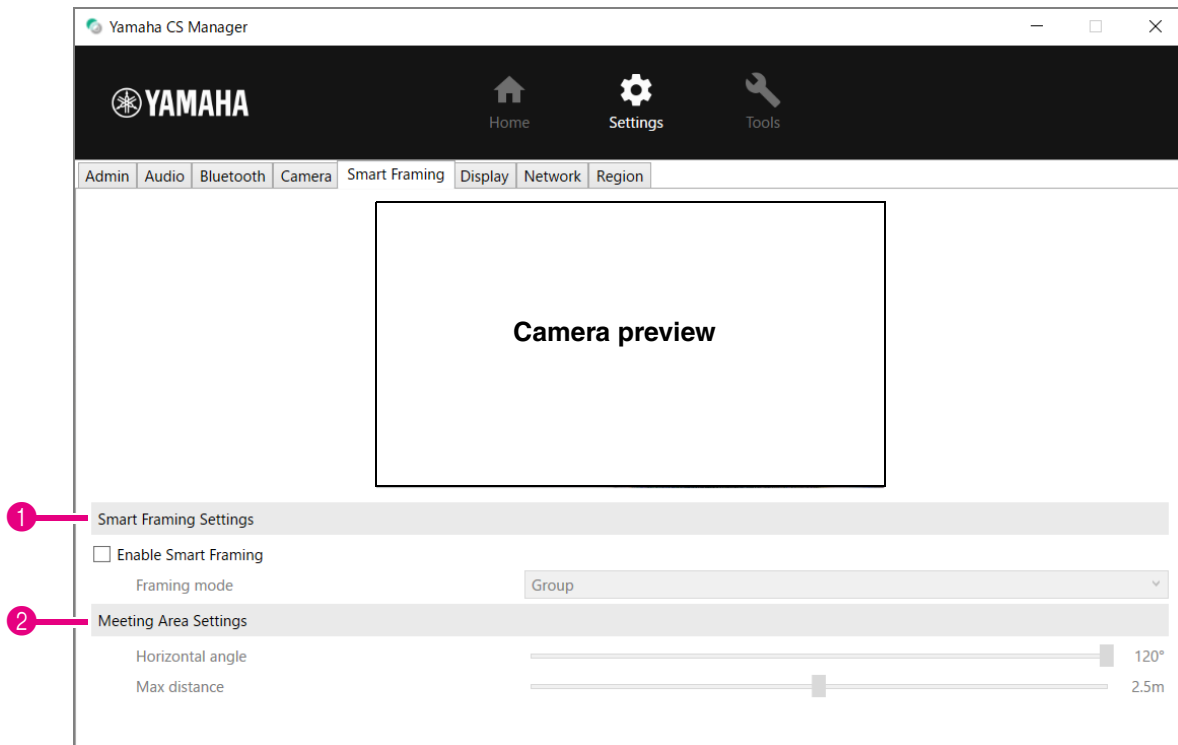 Yamaha CS Manager
YAMAHA
Home Settings Tools
Admin Audio Bluetooth Camera Smart Framing Display Network Region
Camera preview
1 Smart Framing Settings
Enable Smart Framing
Framing mode Group
2 Meeting Area Settings
Horizontal angle 120°
Max distance 2.5m